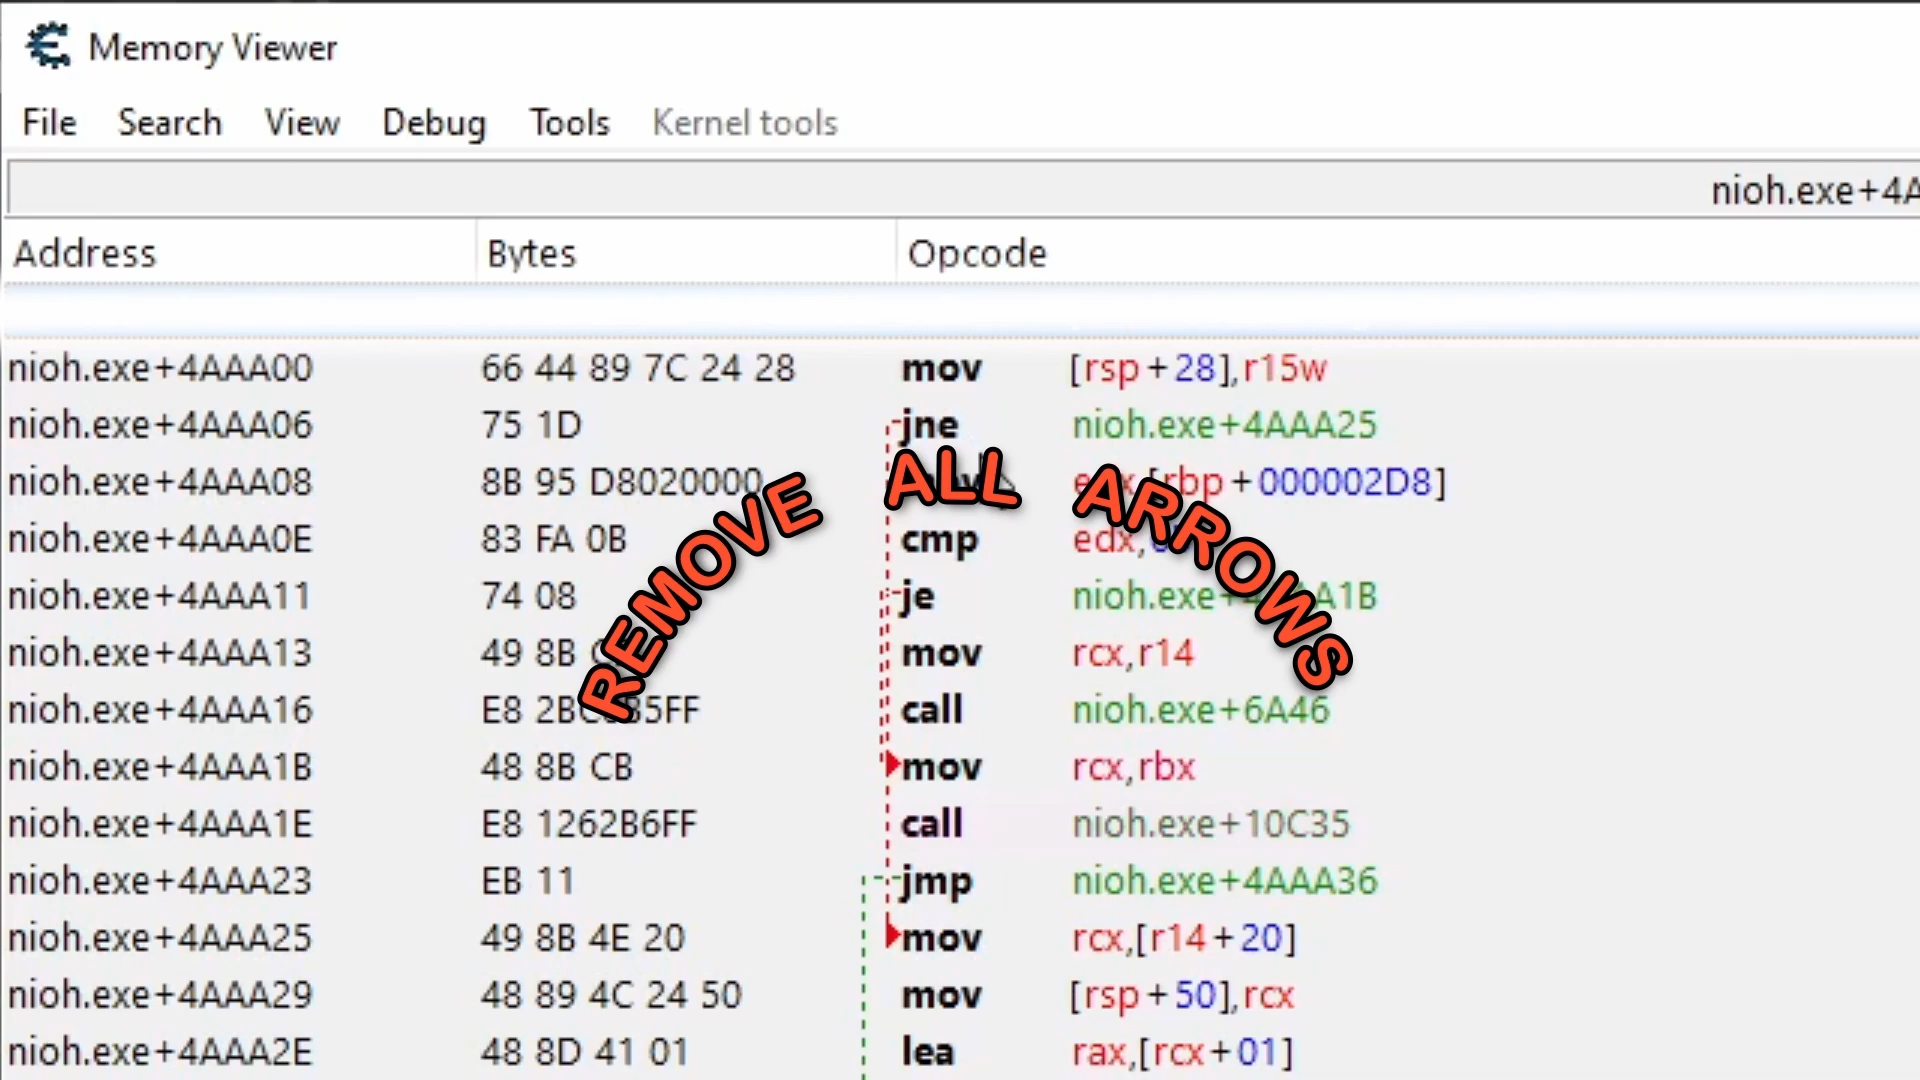 Memory Viewer
File Search View Debug Tools Kernel tools
nioh.exe+4A
Address Bytes Opcode
nioh.exe+4AAA00 66 44 89 7C 24 28 mov [rsp+28],r15w
nioh.exe+4AAA06 75 1D jne nioh.exe+4AAA25
nioh.exe+4AAA08 8B 95 D8020000 [rbp+000002D8]
REMOVE ALL ARROWS
nioh.exe+4AAA0E 83 FA 0B cmp edx,
nioh.exe+4AAA11 74 08 je
nioh.exe+4AAA13 49 8B mov rcx,r14
nioh.exe+4AAA16 E8 call nioh.exe+6A46
nioh.exe+4AAA1B 48 8B CB mov rcx,rbx
nioh.exe+4AAA1E E8 1262B6FF call nioh.exe+10C35
nioh.exe+4AAA23 EB 11 jmp nioh.exe+4AAA36
nioh.exe+4AAA25 49 8B 4E 20 mov rcx,[r14+20]
nioh.exe+4AAA29 48 89 4C 24 50 mov [rsp+50],rcx
nioh.exe+4AAA2E 48 8D 41 01 lea rax,[rcx+01]